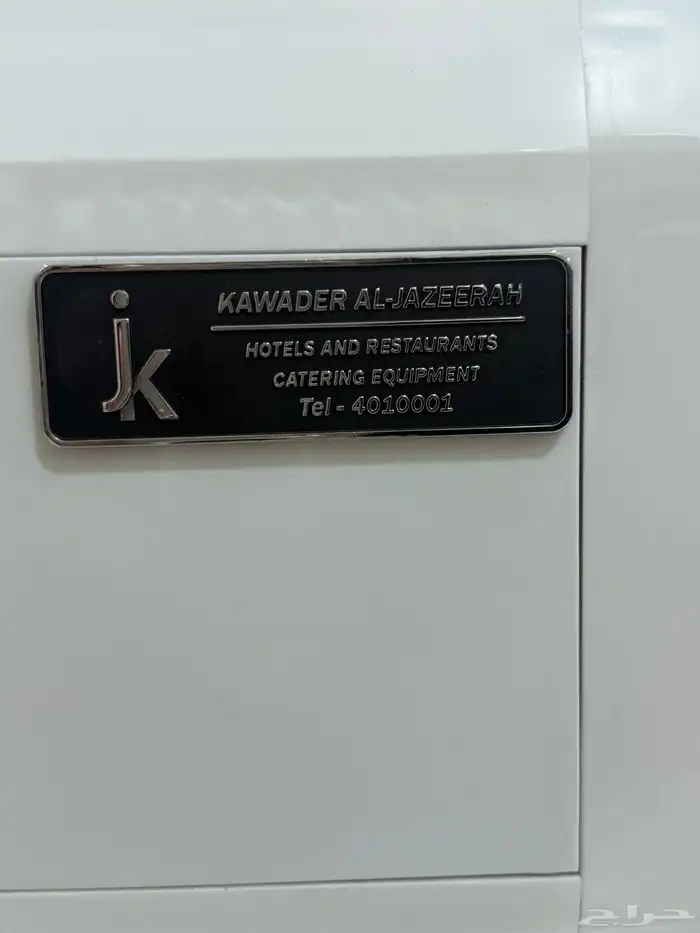 jk
KAWADER AL-JAZEERAH
HOTELS AND RESTAURANTS
CATERING EQUIPMENT
Tel - 4010001
حراج